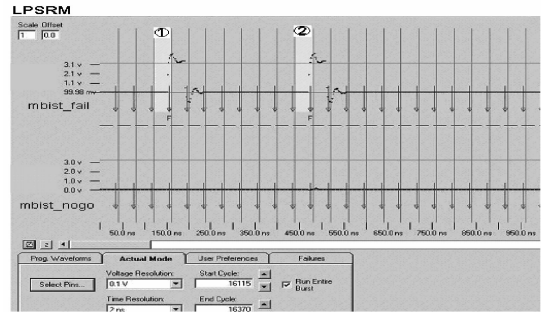 LPSRM
Scale Offset
1 0.0
① ②
3.1 v
2.1 v
1.1 v
99.98 mv
mbist_fail
F F
3.0 v
2.0 v
1.0 v
0.0 v
mbist_nogo
50.0 ns 150.0 ns 250.0 ns 350.0 ns 450.0 ns 550.0 ns 650.0 ns 750.0 ns 850.0 ns 950.0 ns
Prog. Waveforms Actual Mode User Preferences Failures
Select Pins...
Voltage Resolution: Start Cycle:
0.1 V 16115 Run Entire Burst
Time Resolution: End Cycle:
2 ns 16370